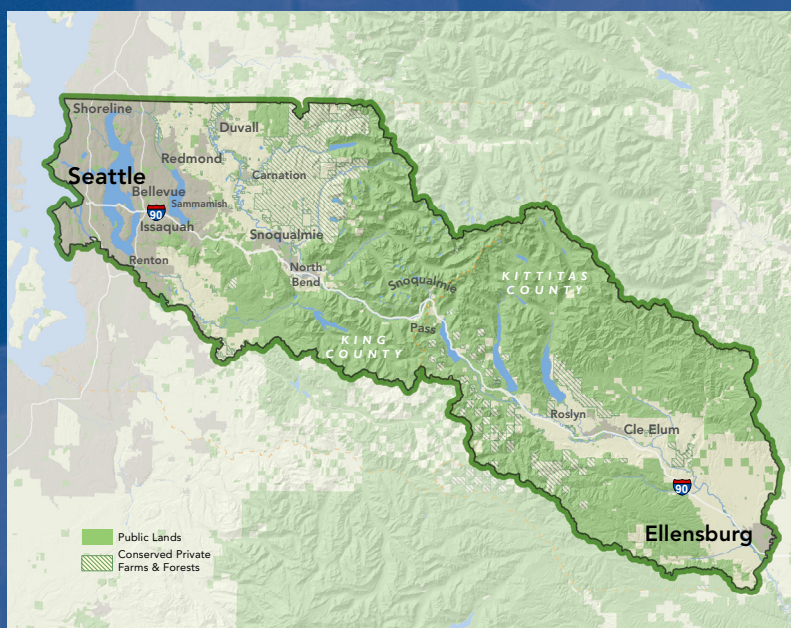 Shoreline
Duvall
Redmond
Seattle
Carnation
Bellevue
Sammamish
90
Issaquah
Snoqualmie
Renton
North
Bend
Snoqualmie
Pass
KITTITAS
COUNTY
KING
COUNTY
Roslyn
Cle Elum
90
Ellensburg
Public Lands
Conserved Private
Farms & Forests